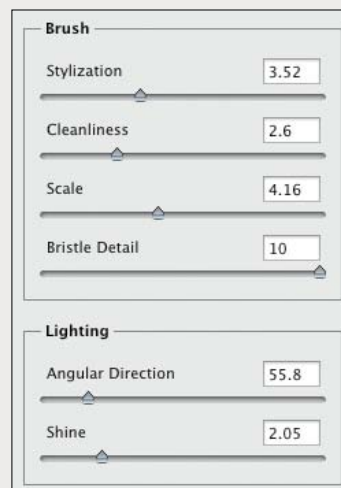 Brush
Stylization 3.52
Cleanliness 2.6
Scale 4.16
Bristle Detail 10
Lighting
Angular Direction 55.8
Shine 2.05